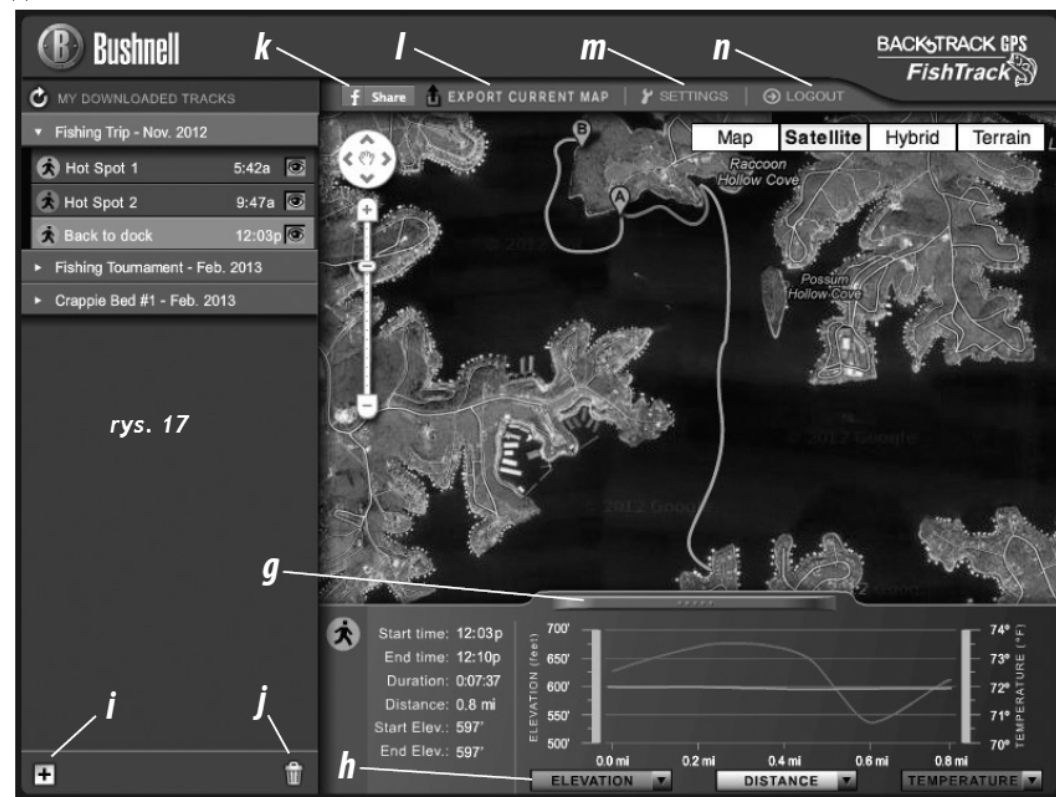 Bushnell
k
l
m
n
BACKTRACK GPS
FishTrack
MY DOWNLOADED TRACKS
f Share
EXPORT CURRENT MAP
SETTINGS
LOGOUT
Fishing Trip - Nov. 2012
Hot Spot 1 5:42a
Hot Spot 2 9:47a
Back to dock 12:03p
Fishing Tournament - Feb. 2013
Crappie Bed #1 - Feb. 2013
Map
Satellite
Hybrid
Terrain
B
A
Raccoon
Hollow Cove
Possum
Hollow Cove
© 2012
© 2012 Google
2012 Google
rys. 17
g
Start time: 12:03p
End time: 12:10p
Duration: 0:07:37
Distance: 0.8 mi
Start Elev.: 597'
End Elev.: 597'
ELEVATION (feet)
700'
650'
600'
550'
500'
74°
73°
72°
71°
70°
TEMPERATURE (°F)
0.0 mi
0.2 mi
0.4 mi
0.6 mi
0.8 mi
i
j
h
ELEVATION
DISTANCE
TEMPERATURE